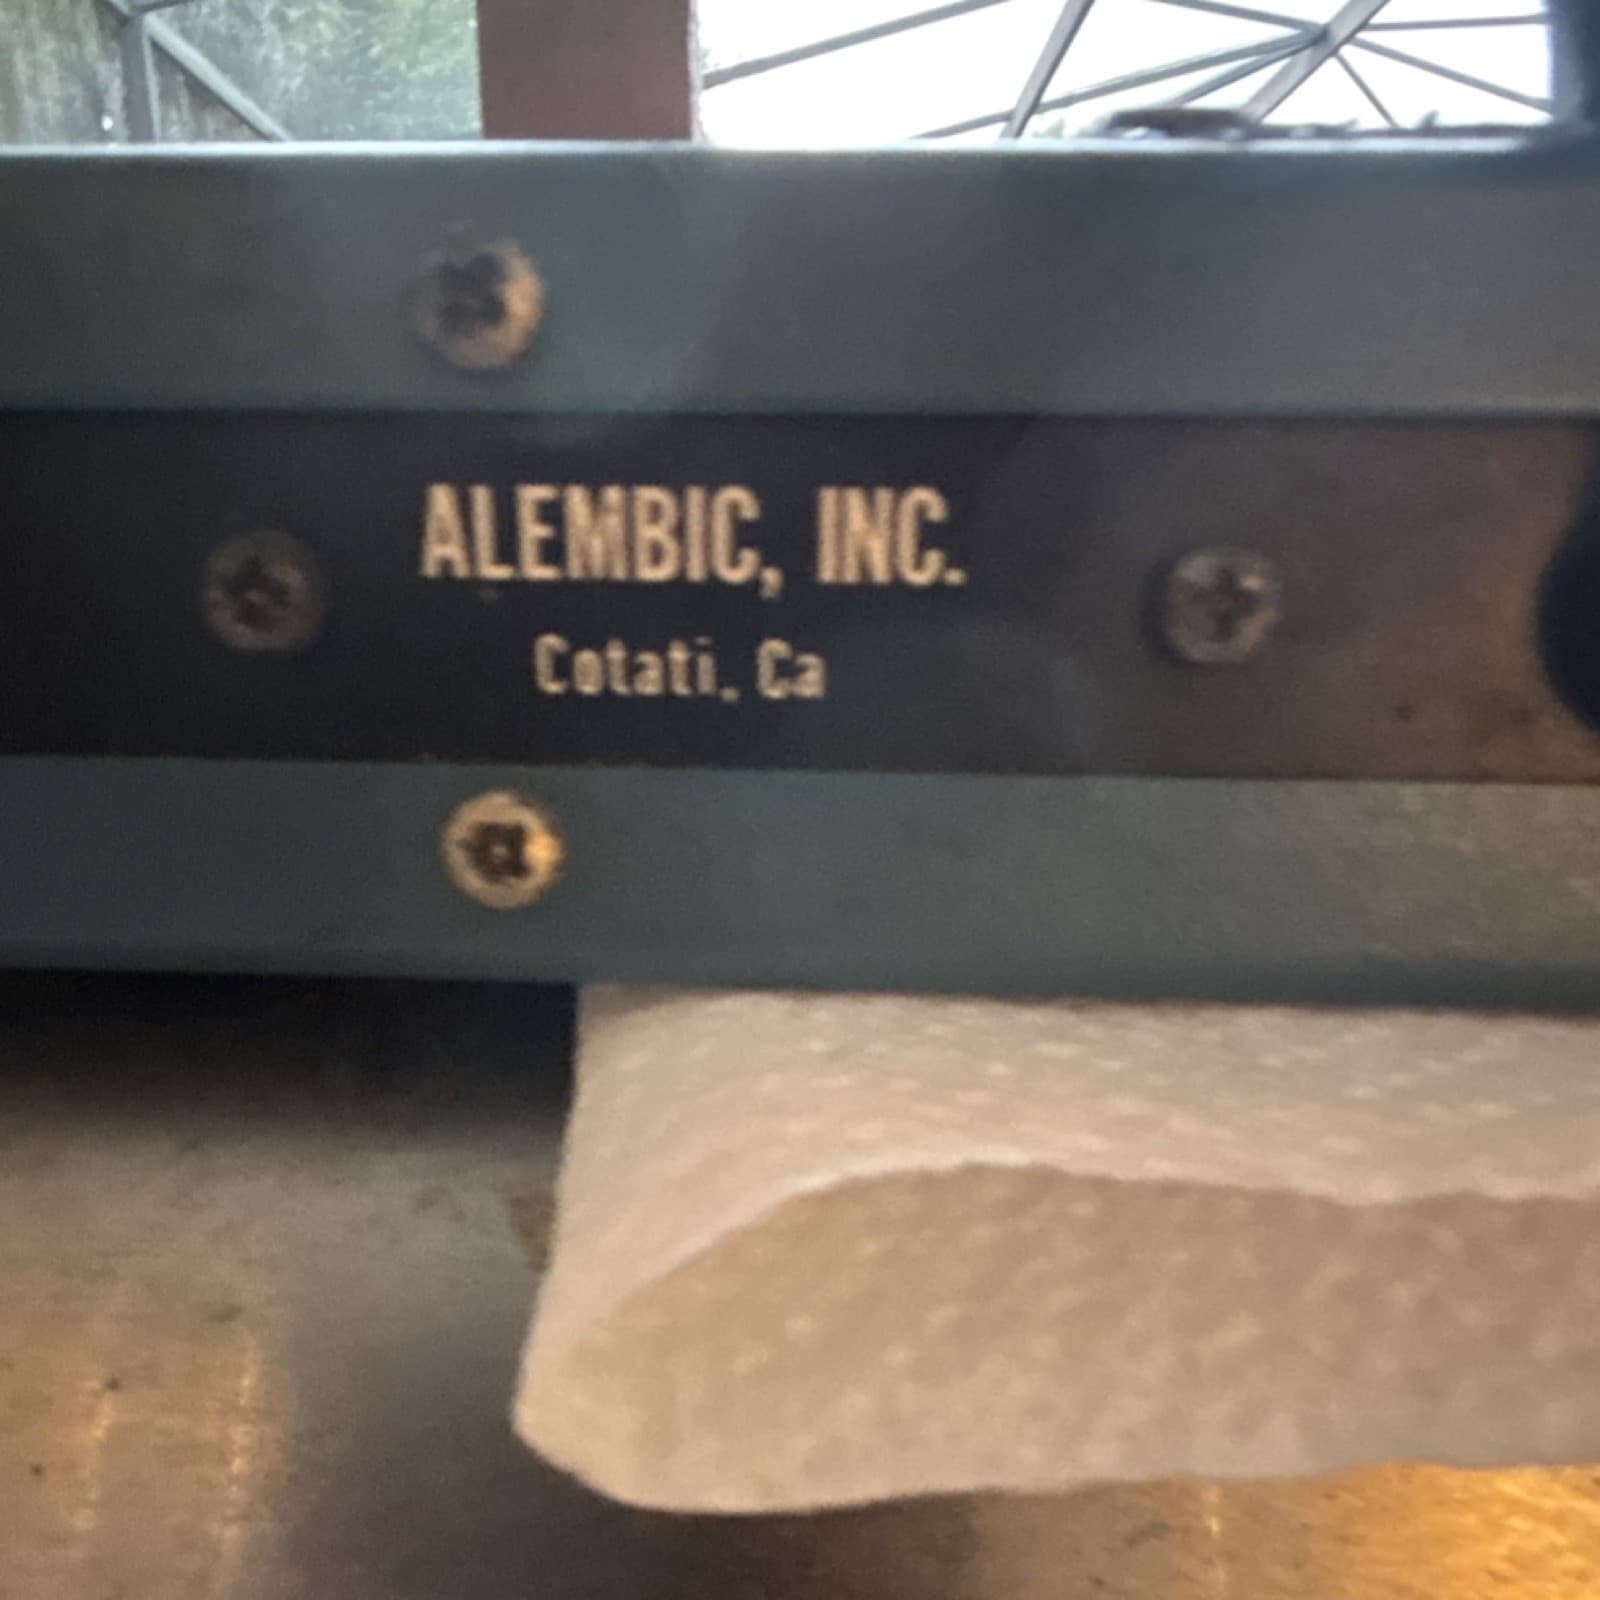 ALEMBIC, INC.
Cotati, Ca